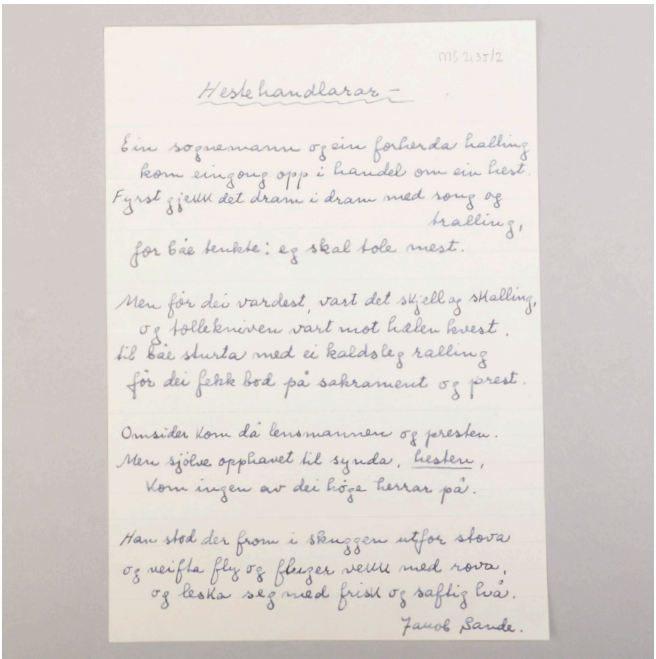 MS 2135/2
Hestehandlarar -
Ein sognemann og ein forherda halling
kom eingong opp i handel om ein hest.
Fyrst gjekk det dram i dram med song og
tralling,
for båe tenkte: eg skal tole mest.
Men før dei vardest, vart det skjell og skalling,
og tollekniven vart mot hælen kvest.
til båe sturta med ei kaldsleg ralling
før dei fekk bod på sakrament og prest.
Omsider kom då lensmannen og presten.
Men sjølve opphavet til synda, hesten,
kom ingen av dei høge herrar på.
Han stod der from i skuggen utfor stova
og veifta fly og fluger vekk med rova,
og leska seg med frisk og saftig hå.
Jakob Sande.